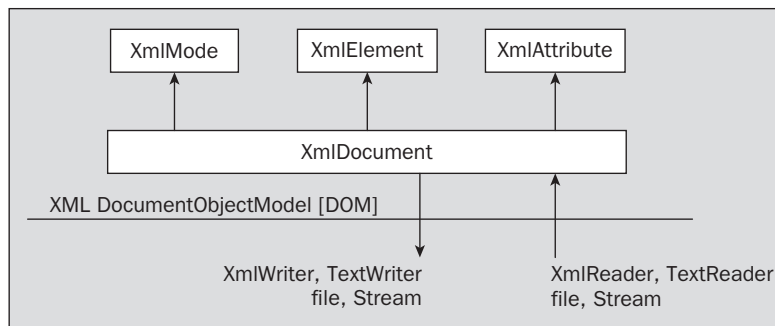 XmlMode
XmlElement
XmlAttribute
XmlDocument
XML DocumentObjectModel [DOM]
XmlWriter, TextWriter
file, Stream
XmlReader, TextReader
file, Stream